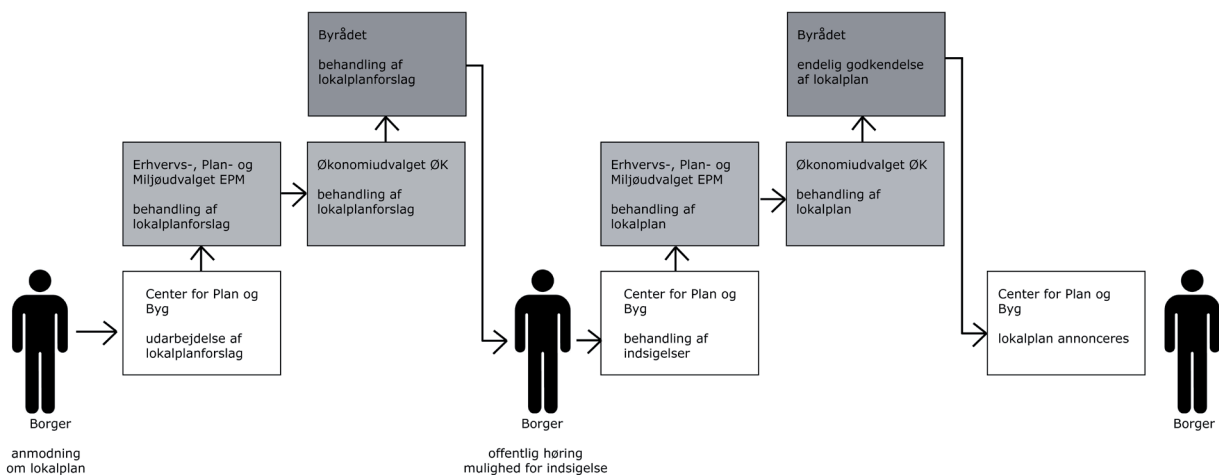 Borger
anmodning
om lokalplan
Center for Plan og
Byg
udarbejdelse af
lokalplanforslag
Erhvervs-, Plan- og
Miljøudvalget EPM
behandling af
lokalplanforslag
Økonomiudvalget ØK
behandling af
lokalplanforslag
Byrådet
behandling af
lokalplanforslag
Borger
offentlig høring
mulighed for indsigelse
Center for Plan og
Byg
behandling af
indsigelser
Erhvervs-, Plan- og
Miljøudvalget EPM
behandling af
lokalplan
Økonomiudvalget ØK
behandling af
lokalplan
Byrådet
endelig godkendelse
af lokalplan
Center for Plan og
Byg
lokalplan annonceres
Borger